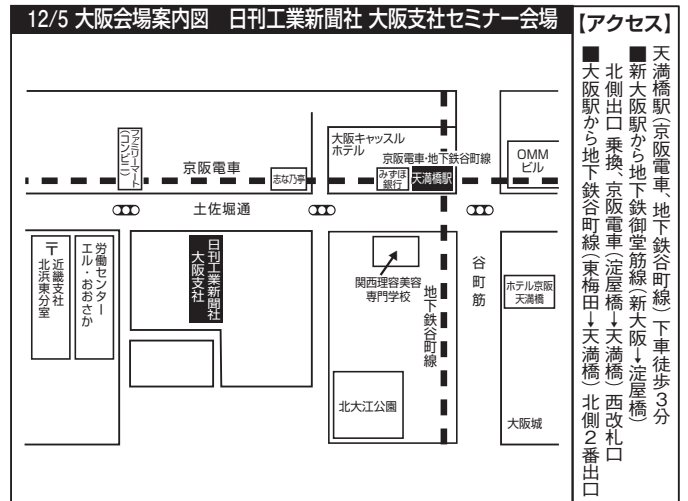 12/5 大阪会場案内図　日刊工業新聞社 大阪支社セミナー会場
【アクセス】
天満橋駅(京阪電車、地下鉄谷町線)下車徒歩3分
■新大阪駅から地下鉄御堂筋線(新大阪→淀屋橋)
北側出口 乗換、京阪電車(淀屋橋→天満橋)西改札口
■大阪駅から地下鉄谷町線(東梅田→天満橋)北側2番出口
ファミリーマート
(コンビニ)
京阪電車
志な乃亭
大阪キャッスル
ホテル
京阪電車・地下鉄谷町線
みずほ
銀行
天満橋駅
OMM
ビル
土佐堀通
〒
近畿支社
北浜東分室
労働センター
エル・おおさか
日刊工業新聞社
大阪支社
関西理容美容
専門学校
地下鉄谷町線
谷町筋
ホテル京阪
天満橋
北大江公園
大阪城